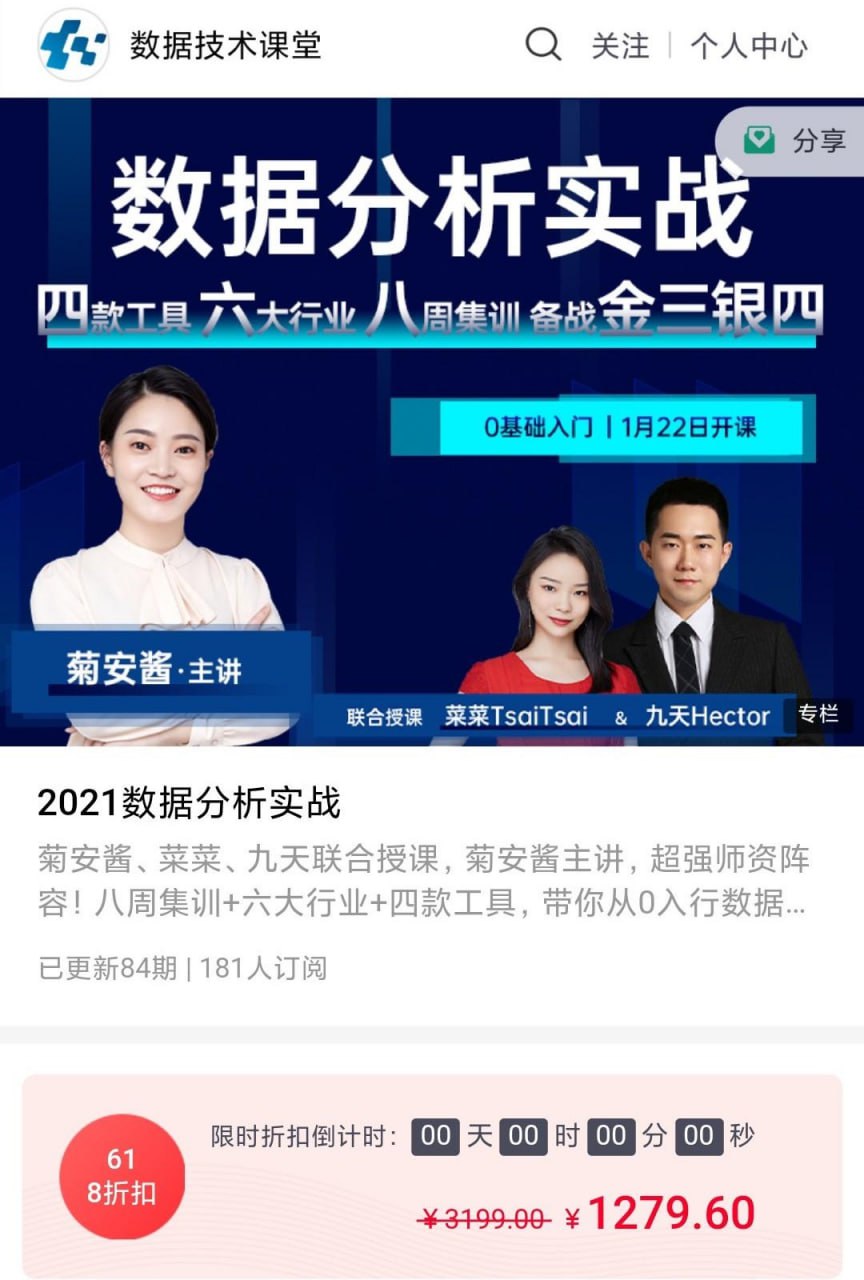 数据技术课堂
关注 | 个人中心
分享
数据分析实战
四款工具 六大行业 八周集训 备战金三银四
0基础入门 | 1月22日开课
菊安酱·主讲
联合授课 菜菜TsaiTsai & 九天Hector
专栏
2021数据分析实战
菊安酱、菜菜、九天联合授课，菊安酱主讲，超强师资阵
容！八周集训+六大行业+四款工具，带你从0入行数据...
已更新84期 | 181人订阅
限时折扣倒计时： 00 天 00 时 00 分 00 秒
61
8折扣
¥3199.00 ¥1279.60